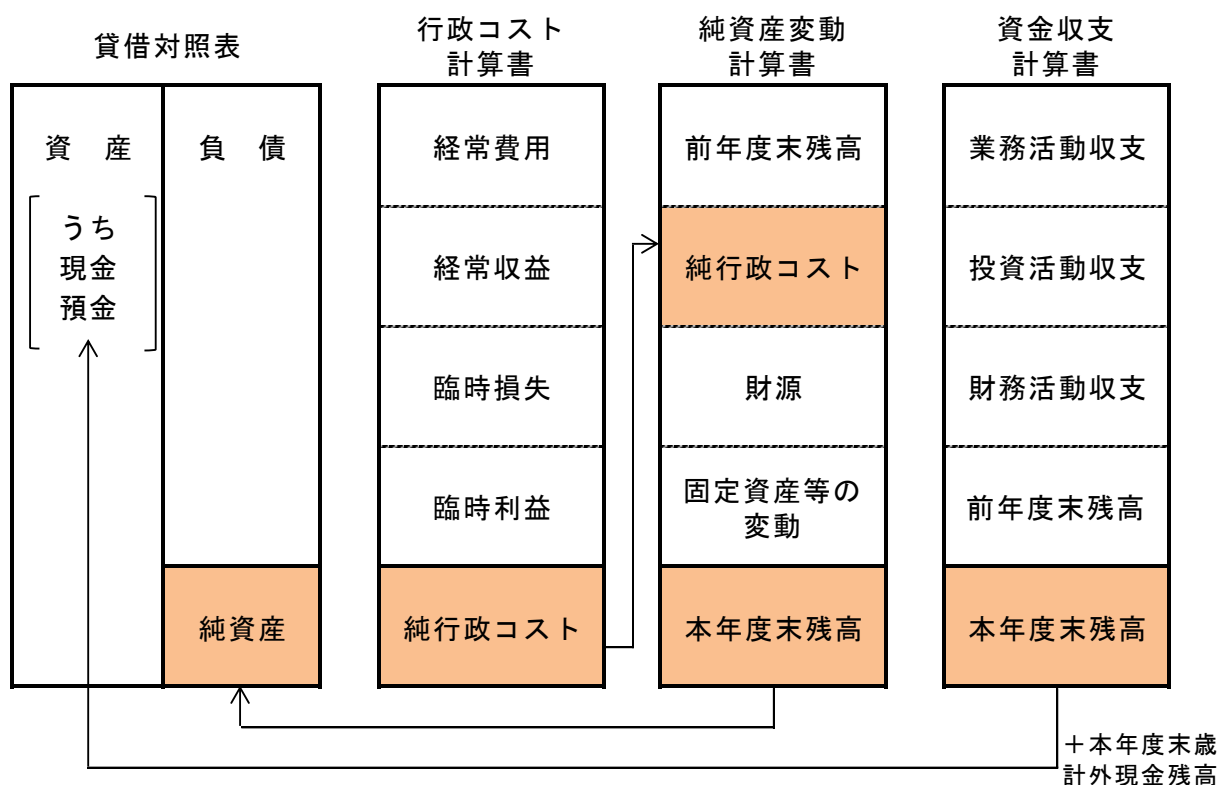 貸借対照表
行政コスト
計算書
純資産変動
計算書
資金収支
計算書
資　産
うち
現金
預金
負　債
純資産
経常費用
経常収益
臨時損失
臨時利益
純行政コスト
前年度末残高
純行政コスト
財源
固定資産等の
変動
本年度末残高
業務活動収支
投資活動収支
財務活動収支
前年度末残高
本年度末残高
＋本年度末歳
計外現金残高